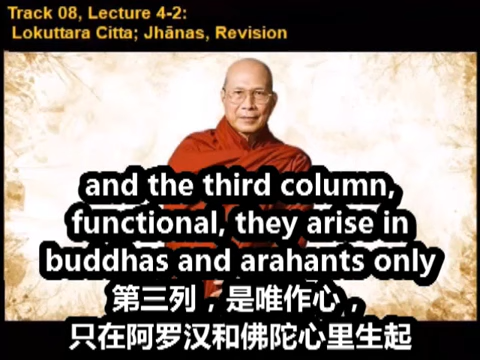 Track 08, Lecture 4-2:
Lokuttara Citta; Jhānas, Revision
and the third column,
functional, they arise in
buddhas and arahants only
第三列，是唯作心，
只在阿罗汉和佛陀心里生起